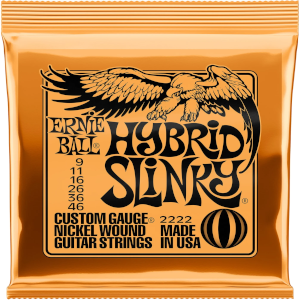 ERNIE
BALL®
HYBRID
SLINKY®
9
11
16
26
36
46
CUSTOM GAUGE® 2222
NICKEL WOUND MADE
GUITAR STRINGS IN USA